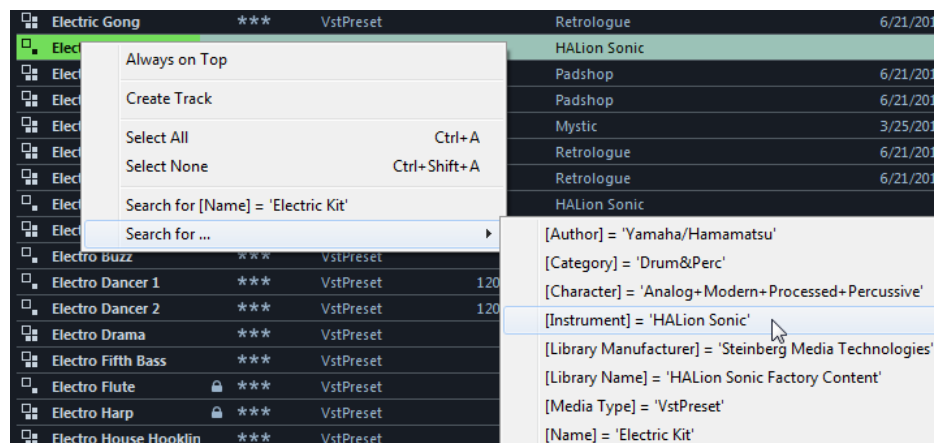 Electric Gong *** VstPreset Retrologue 6/21/201
Elect HALion Sonic
Elect Padshop 6/21/201
Elect Padshop 6/21/201
Elect Mystic 3/25/201
Elect Retrologue 6/21/201
Elect Retrologue 6/21/201
Elect HALion Sonic
Elect
Always on Top
Create Track
Select All Ctrl+A
Select None Ctrl+Shift+A
Search for [Name] = 'Electric Kit'
Search for ...
[Author] = 'Yamaha/Hamamatsu'
[Category] = 'Drum&Perc'
[Character] = 'Analog+Modern+Processed+Percussive'
[Instrument] = 'HALion Sonic'
[Library Manufacturer] = 'Steinberg Media Technologies'
[Library Name] = 'HALion Sonic Factory Content'
[Media Type] = 'VstPreset'
[Name] = 'Electric Kit'
Electro Buzz *** VstPreset
Electro Dancer 1 *** VstPreset 120
Electro Dancer 2 *** VstPreset 120
Electro Drama *** VstPreset
Electro Fifth Bass *** VstPreset
Electro Flute *** VstPreset
Electro Harp *** VstPreset
Electro House Hooklin *** VstPreset